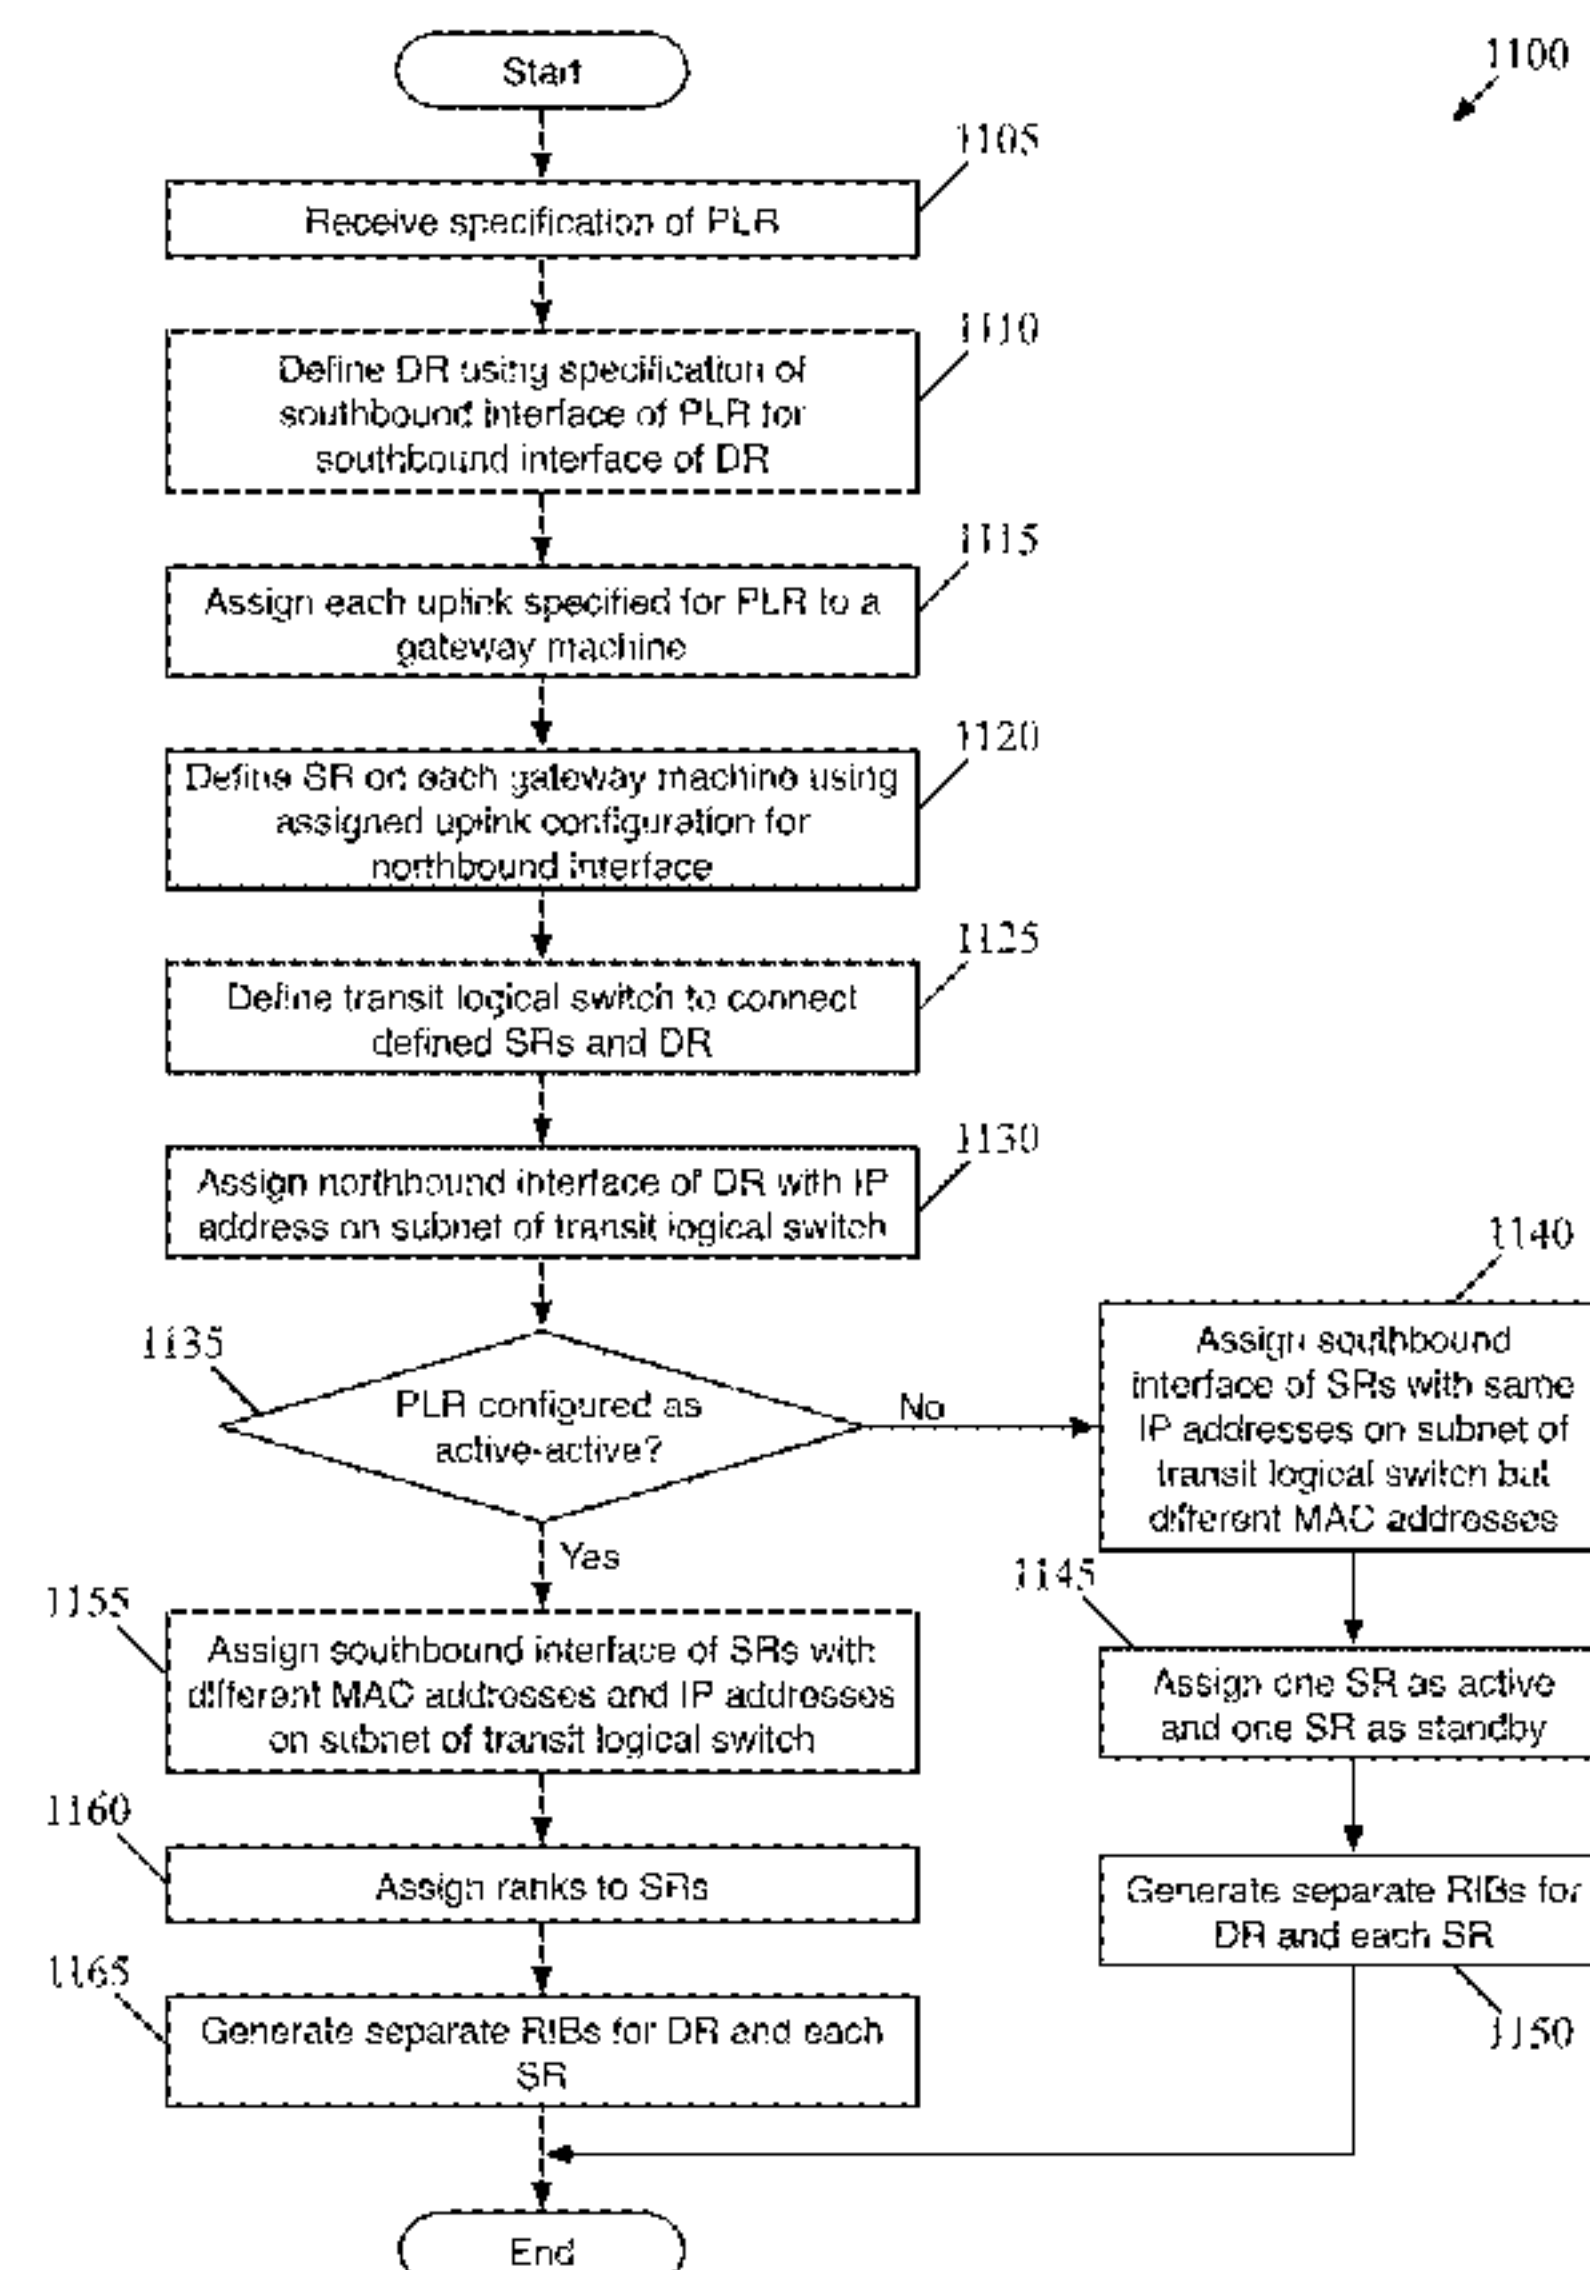 Start
1100
1105
Receive specification of PLR
1110
Define DR using specification of
southbound interface of PLR for
southbound interface of DR
1115
Assign each uplink specified for PLR to a
gateway machine
1120
Define SR on each gateway machine using
assigned uplink configuration for
northbound interface
1125
Define transit logical switch to connect
defined SRs and DR
1130
Assign northbound interface of DR with IP
address on subnet of transit logical switch
1135
PLR configured as
active-active?
No
1140
Assign southbound
interface of SRs with same
IP addresses on subnet of
transit logical switch but
different MAC addresses
Yes
1145
Assign one SR as active
and one SR as standby
1155
Assign southbound interface of SRs with
different MAC addresses and IP addresses
on subnet of transit logical switch
1160
Assign ranks to SRs
Generate separate RIBs for
DR and each SR
1150
1165
Generate separate RIBs for DR and each
SR
End